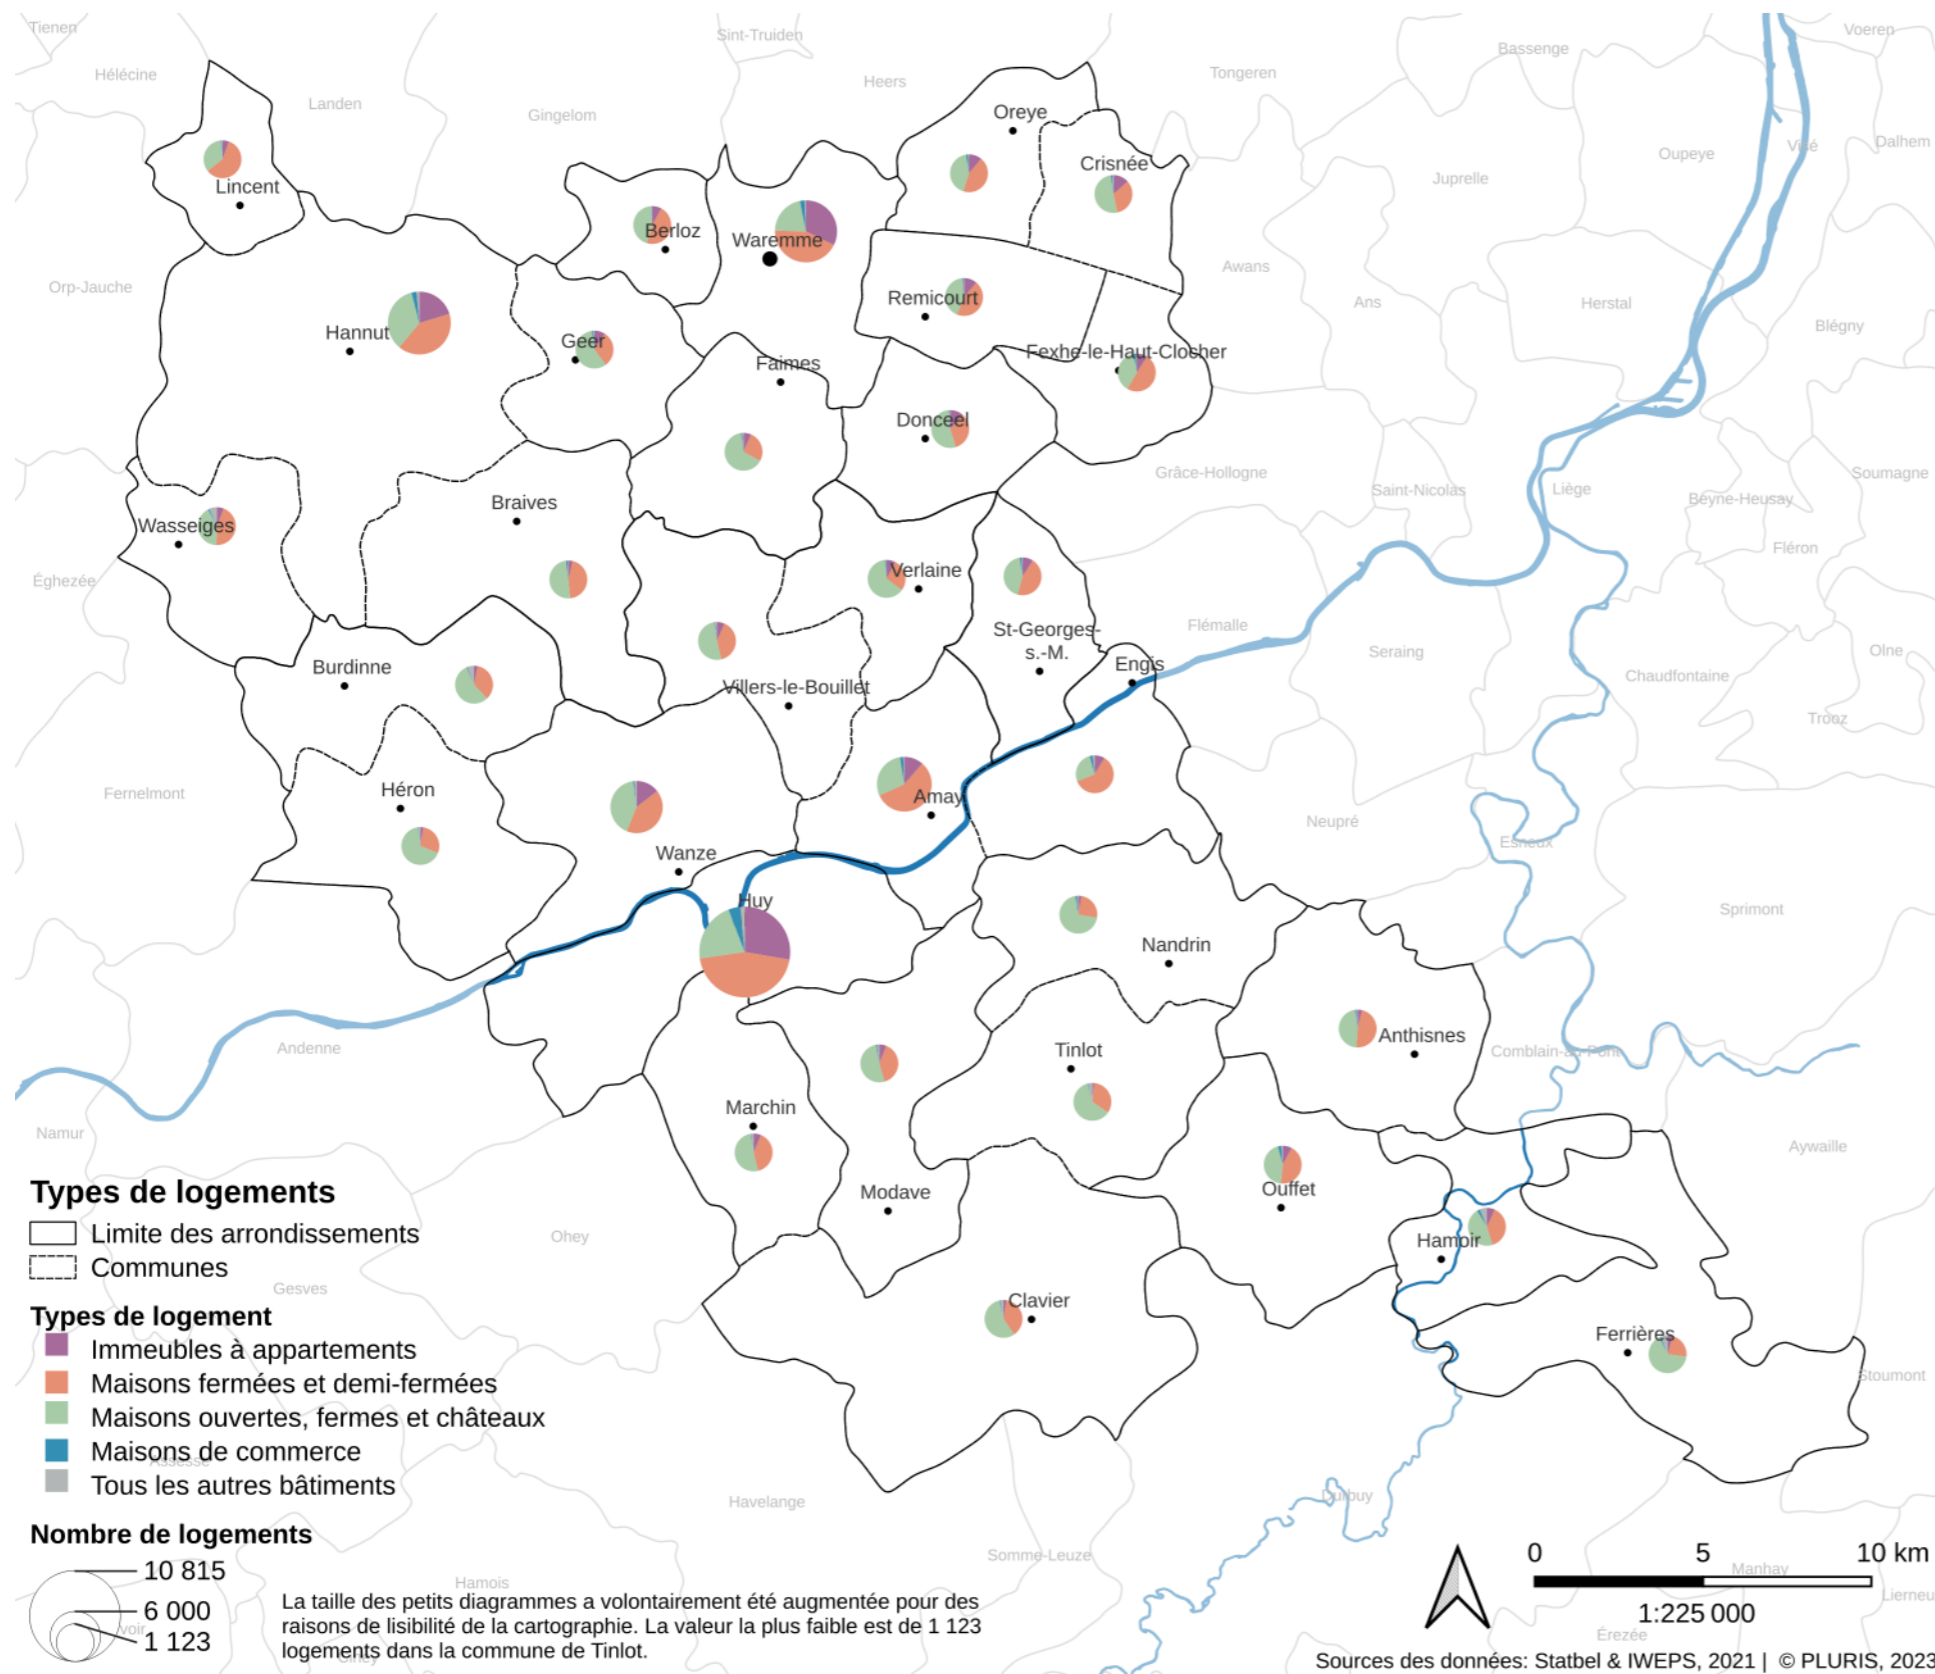 Tienen
Sint-Truiden
Voeren
Bassenge
Hélécine
Heers
Tongeren
Landen
Gingelom
Oreye
Visé
Dalhem
Oupeye
Crisnée
Juprelle
Lincent
Berloz
Waremme
Awans
Orp-Jauche
Remicourt
Ans
Herstal
Blégny
Hannut
Geer
Fexhe-le-Haut-Clocher
Faimes
Donceel
Grâce-Hollogne
Soumagne
Saint-Nicolas
Liège
Beyne-Heusay
Braives
Wasseiges
Fléron
Verlaine
Éghezée
St-Georges-
s.-M.
Flémalle
Seraing
Olne
Engis
Burdinne
Chaudfontaine
Villers-le-Bouillet
Trooz
Héron
Fernelmont
Amay
Neupré
Esneux
Wanze
Huy
Sprimont
Nandrin
Anthisnes
Andenne
Tinlot
Comblain-au-Pont
Marchin
Namur
Aywaille
Modave
Ouffet
Ohey
Hamoir
Gesves
Clavier
Ferrières
Stoumont
Assesse
Havelange
Durbuy
Somme-Leuze
Manhay
Hamois
Lierneu
Érezée
Ciney
Types de logements
Limite des arrondissements
Communes
Types de logement
Immeubles à appartements
Maisons fermées et demi-fermées
Maisons ouvertes, fermes et châteaux
Maisons de commerce
Tous les autres bâtiments
Nombre de logements
10 815
6 000
1 123
voir
La taille des petits diagrammes a volontairement été augmentée pour des
raisons de lisibilité de la cartographie. La valeur la plus faible est de 1 123
logements dans la commune de Tinlot.
0 5 10 km
1:225 000
Sources des données: Statbel & IWEPS, 2021 | © PLURIS, 2023